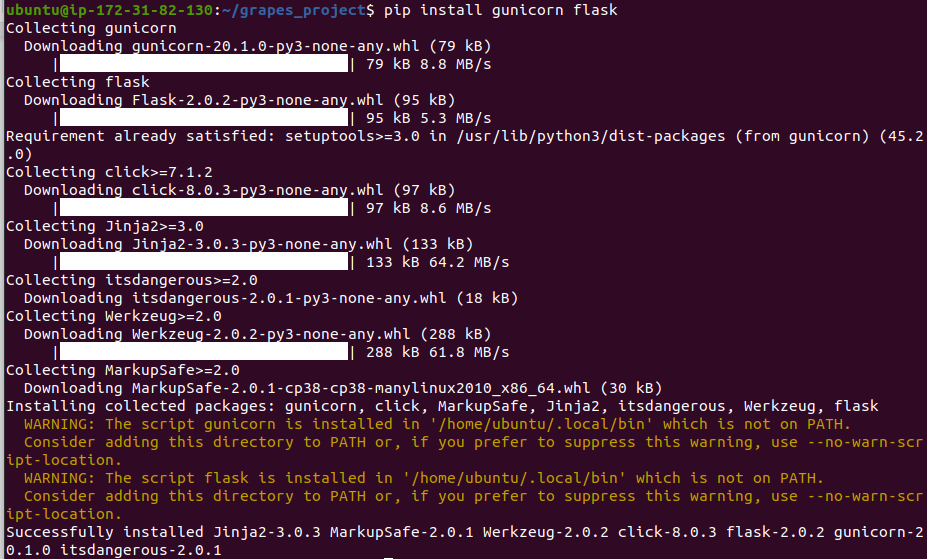 ubuntu@ip-172-31-82-130:~/grapes_project$ pip install gunicorn flask
Collecting gunicorn
  Downloading gunicorn-20.1.0-py3-none-any.whl (79 kB)
     | | 79 kB 8.8 MB/s
Collecting flask
  Downloading Flask-2.0.2-py3-none-any.whl (95 kB)
     | | 95 kB 5.3 MB/s
Requirement already satisfied: setuptools>=3.0 in /usr/lib/python3/dist-packages (from gunicorn) (45.2
.0)
Collecting click>=7.1.2
  Downloading click-8.0.3-py3-none-any.whl (97 kB)
     | | 97 kB 8.6 MB/s
Collecting Jinja2>=3.0
  Downloading Jinja2-3.0.3-py3-none-any.whl (133 kB)
     | | 133 kB 64.2 MB/s
Collecting itsdangerous>=2.0
  Downloading itsdangerous-2.0.1-py3-none-any.whl (18 kB)
Collecting Werkzeug>=2.0
  Downloading Werkzeug-2.0.2-py3-none-any.whl (288 kB)
     | | 288 kB 61.8 MB/s
Collecting MarkupSafe>=2.0
  Downloading MarkupSafe-2.0.1-cp38-cp38-manylinux2010_x86_64.whl (30 kB)
Installing collected packages: gunicorn, click, MarkupSafe, Jinja2, itsdangerous, Werkzeug, flask
  WARNING: The script gunicorn is installed in '/home/ubuntu/.local/bin' which is not on PATH.
  Consider adding this directory to PATH or, if you prefer to suppress this warning, use --no-warn-scr
ipt-location.
  WARNING: The script flask is installed in '/home/ubuntu/.local/bin' which is not on PATH.
  Consider adding this directory to PATH or, if you prefer to suppress this warning, use --no-warn-scr
ipt-location.
Successfully installed Jinja2-3.0.3 MarkupSafe-2.0.1 Werkzeug-2.0.2 click-8.0.3 flask-2.0.2 gunicorn-2
0.1.0 itsdangerous-2.0.1